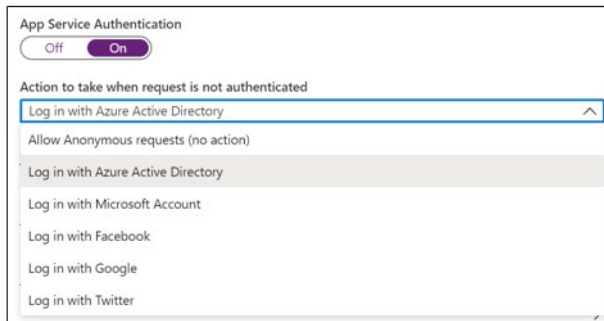 App Service Authentication
Off On
Action to take when request is not authenticated
Log in with Azure Active Directory
Allow Anonymous requests (no action)
Log in with Azure Active Directory
Log in with Microsoft Account
Log in with Facebook
Log in with Google
Log in with Twitter